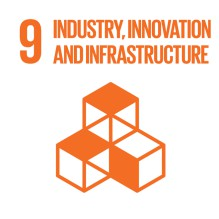 9 INDUSTRY, INNOVATION
AND INFRASTRUCTURE